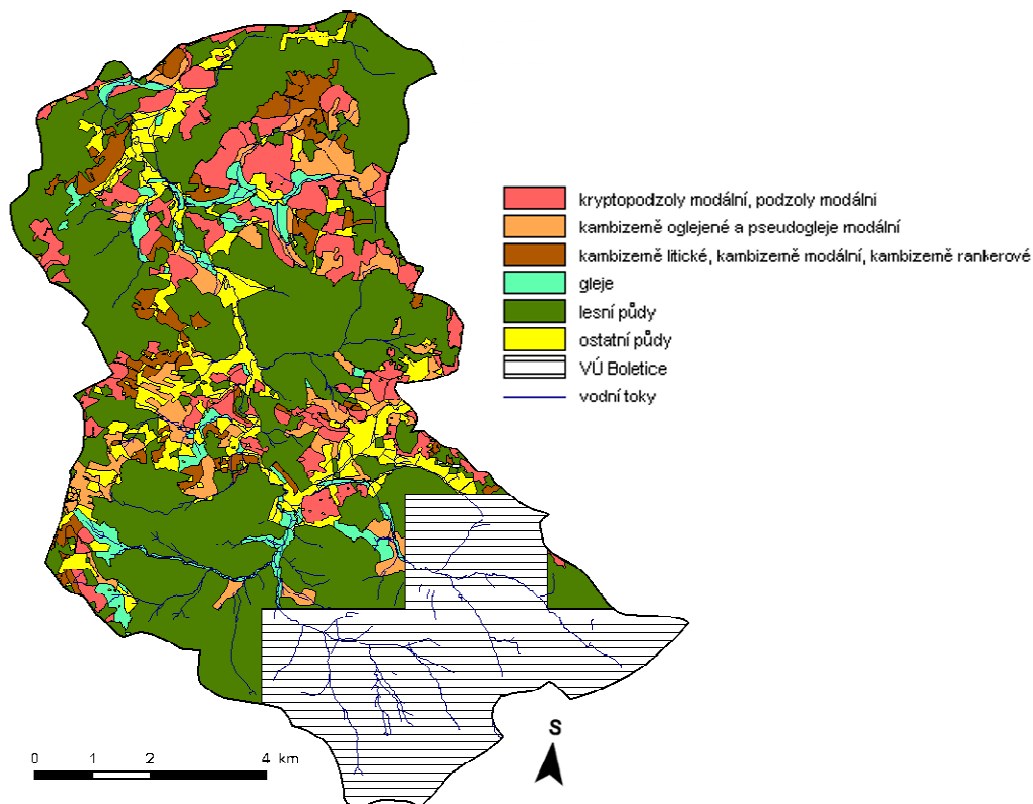 kryptopodzoly modální, podzoly modálni
kambizemě oglejené a pseudogleje modální
kambizemě litické, kambizemě modální, kambizemě rankerové
gleje
lesní půdy
ostatní půdy
VÚ Boletice
vodní toky
S
0 1 2 4 km